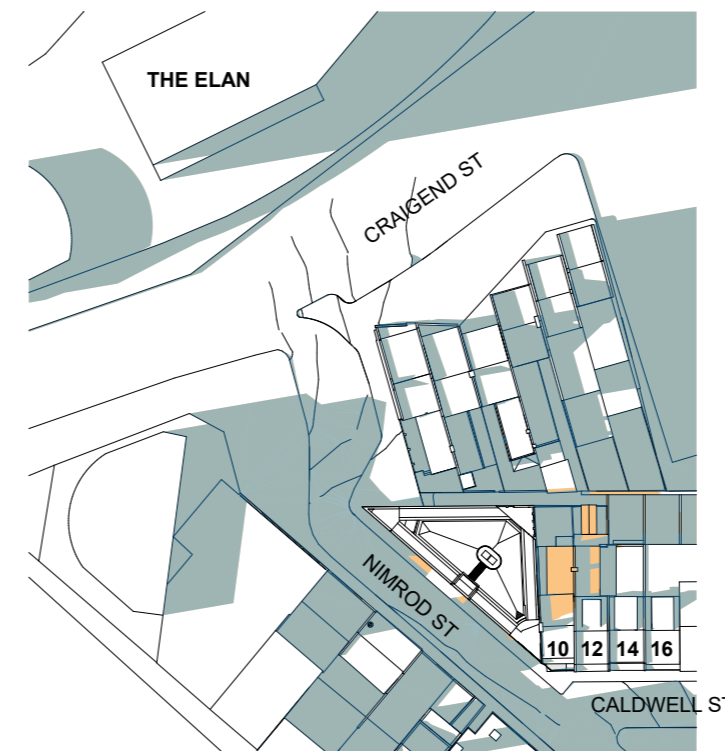 THE ELAN
CRAIGEND ST
NIMROD ST
10 12 14 16
CALDWELL ST